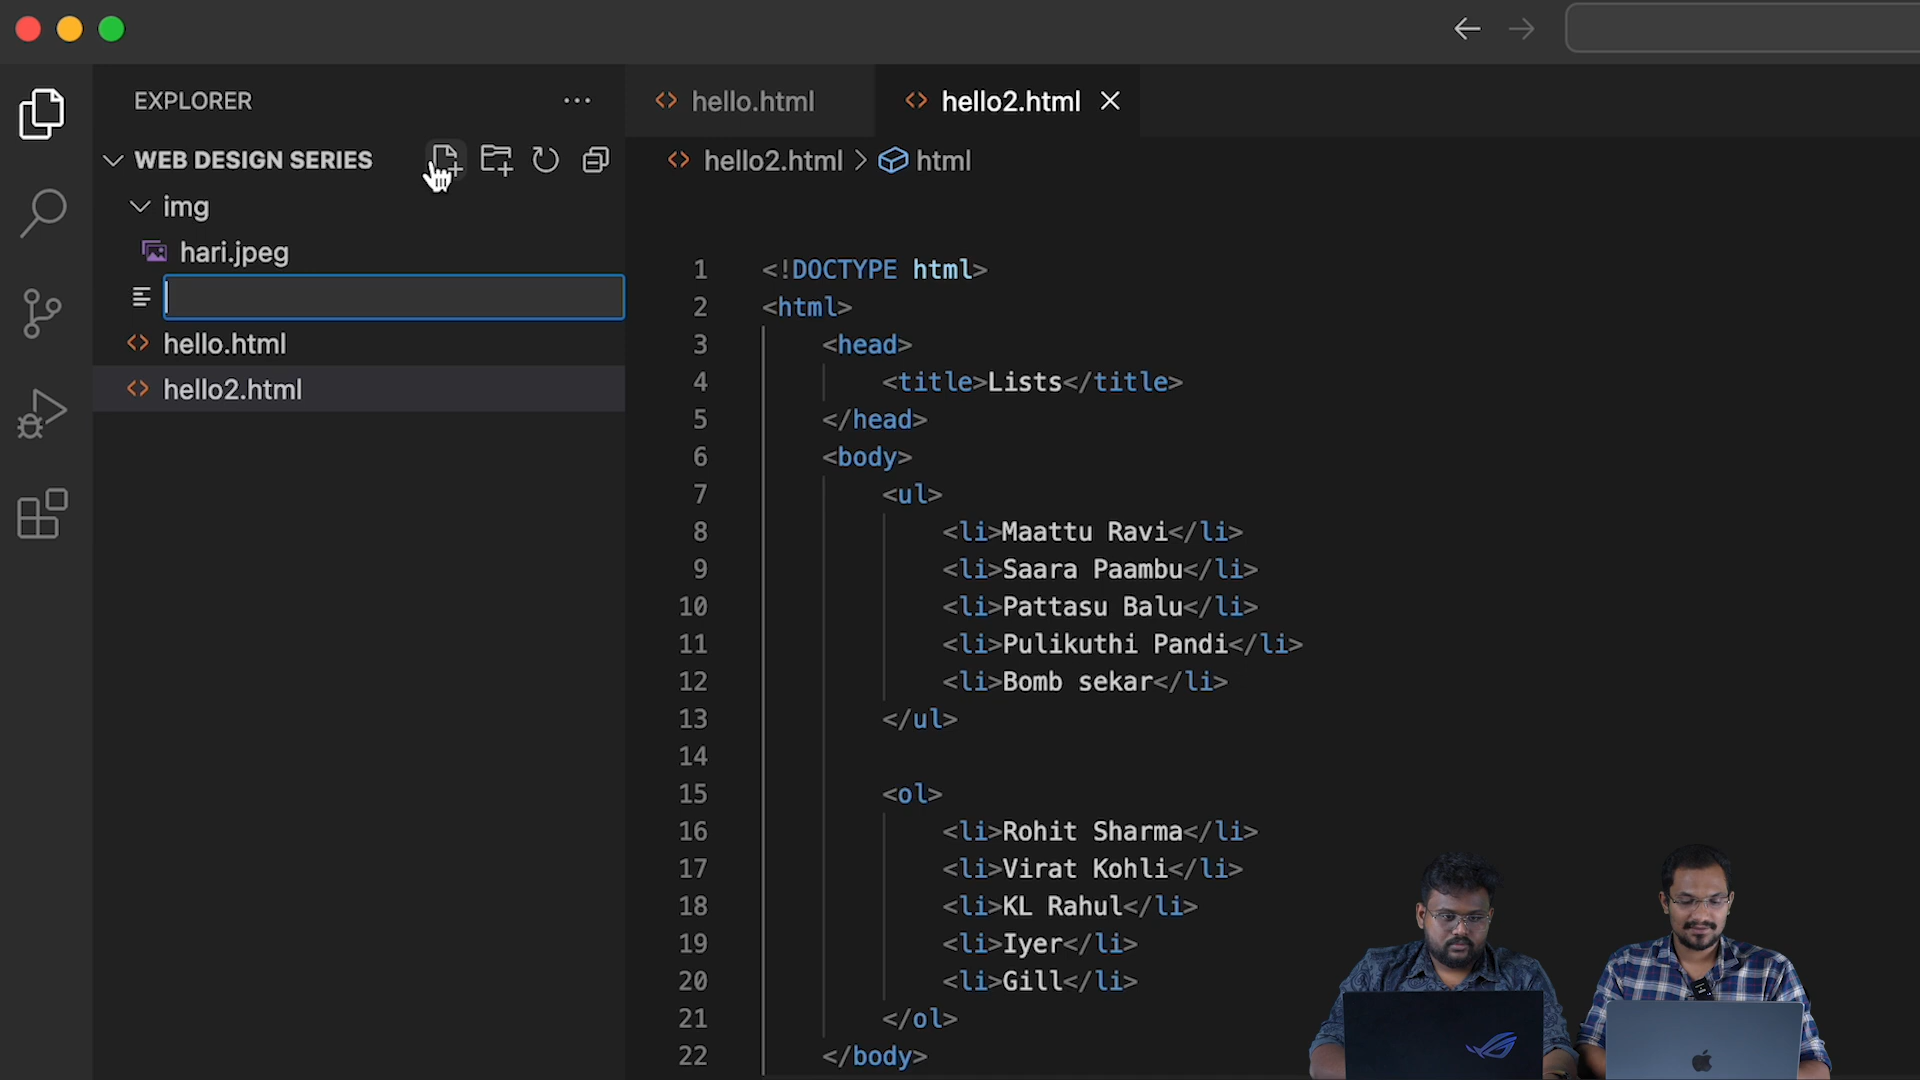 EXPLORER
WEB DESIGN SERIES
img
hari.jpeg
hello.html
hello2.html
hello.html
hello2.html
hello2.html > html
1 <!DOCTYPE html>
2 <html>
3 <head>
4 <title>Lists</title>
5 </head>
6 <body>
7 <ul>
8 <li>Maattu Ravi</li>
9 <li>Saara Paambu</li>
10 <li>Pattasu Balu</li>
11 <li>Pulikuthi Pandi</li>
12 <li>Bomb sekar</li>
13 </ul>
14
15 <ol>
16 <li>Rohit Sharma</li>
17 <li>Virat Kohli</li>
18 <li>KL Rahul</li>
19 <li>Iyer</li>
20 <li>Gill</li>
21 </ol>
22 </body>